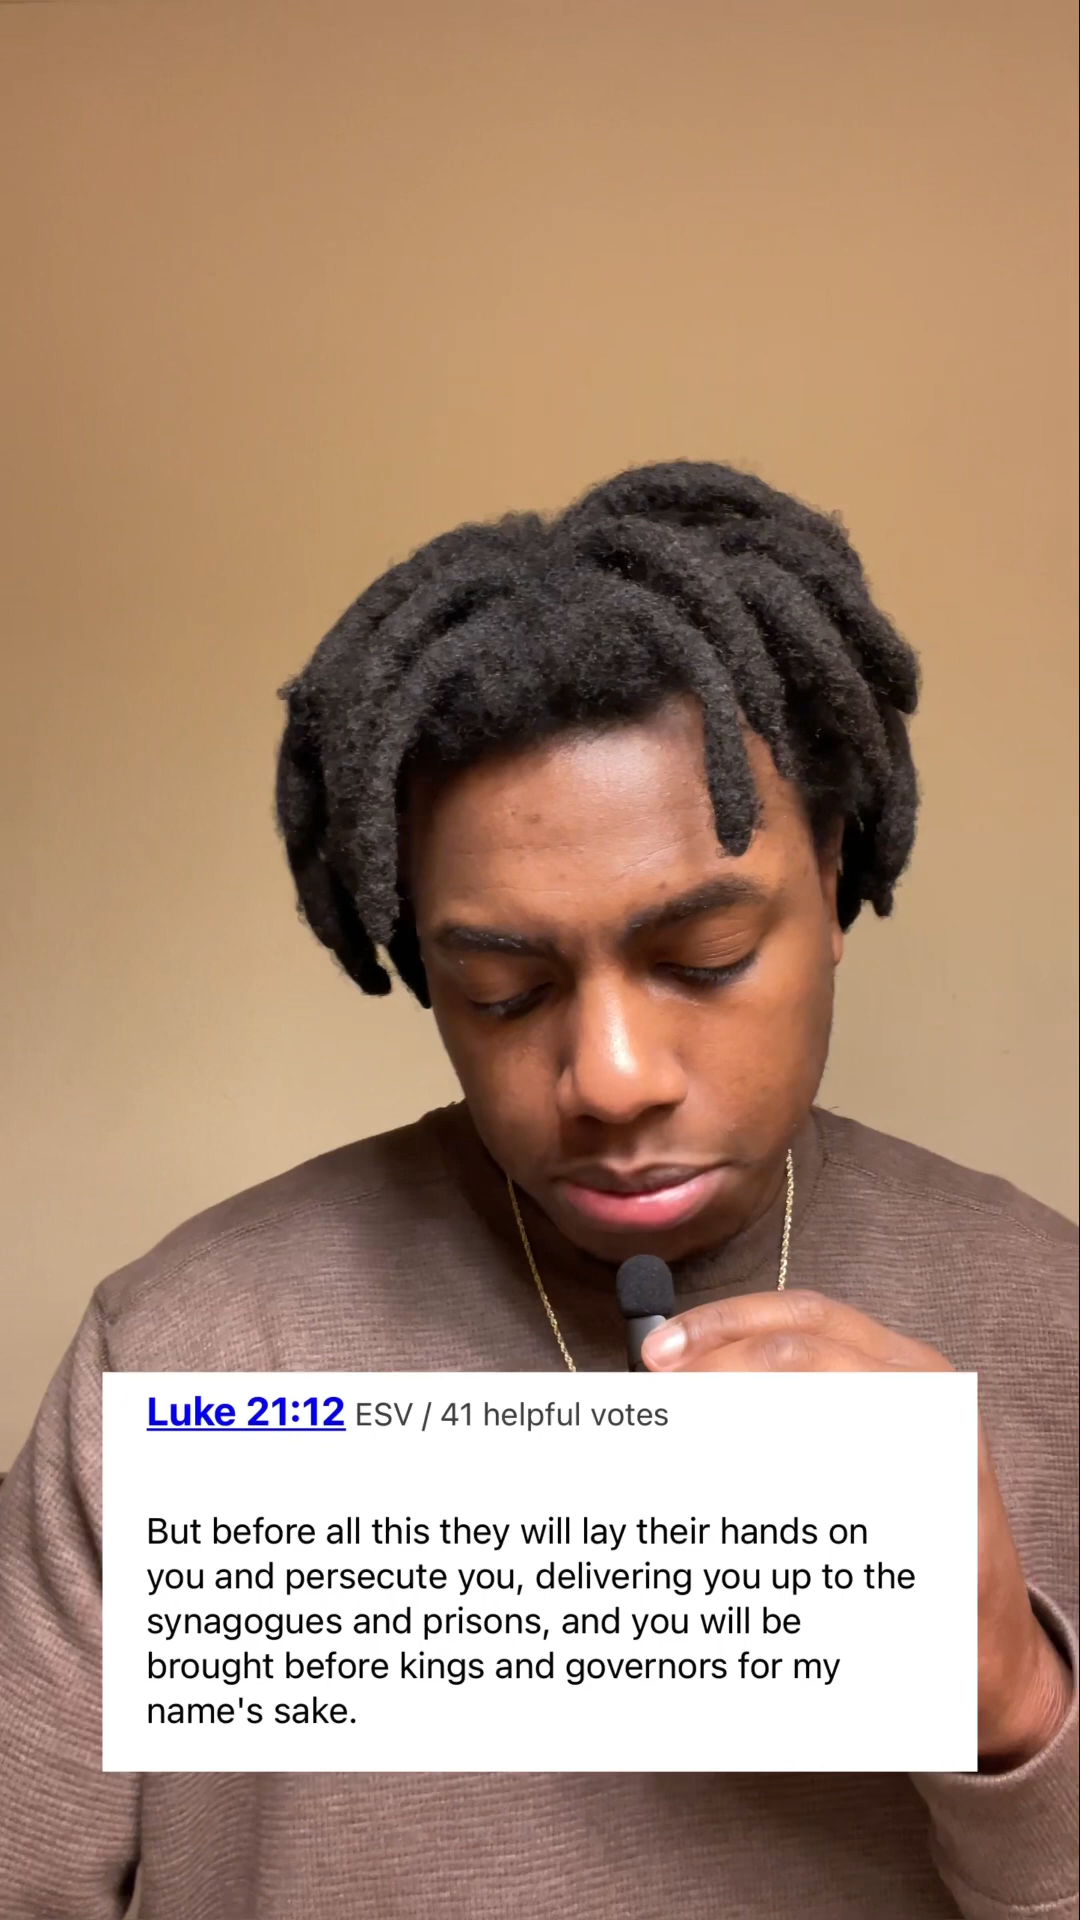 Luke 21:12 ESV / 41 helpful votes
But before all this they will lay their hands on
you and persecute you, delivering you up to the
synagogues and prisons, and you will be
brought before kings and governors for my
name's sake.